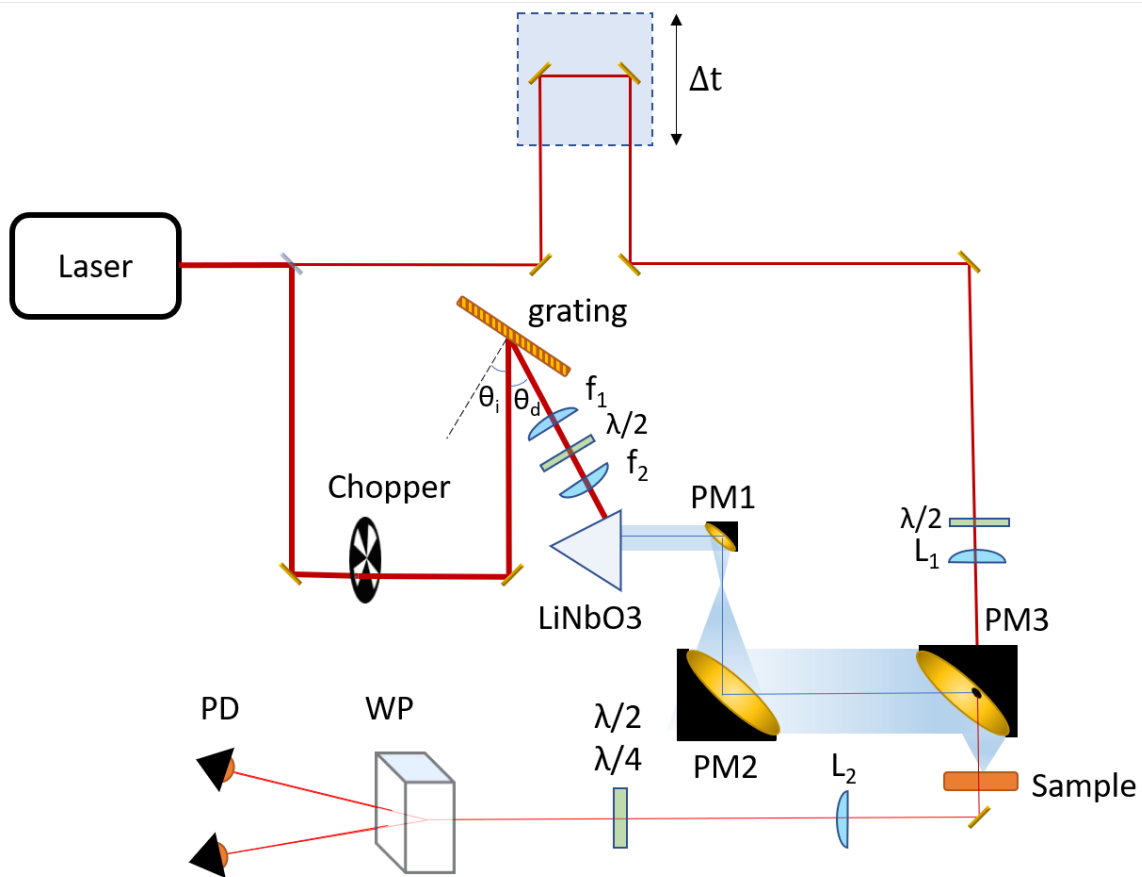 Δt
Laser
grating
θi
θd
f1
λ/2
f2
Chopper
PM1
λ/2
L1
LiNbO3
PM3
PD
WP
λ/2
λ/4
PM2
L2
Sample